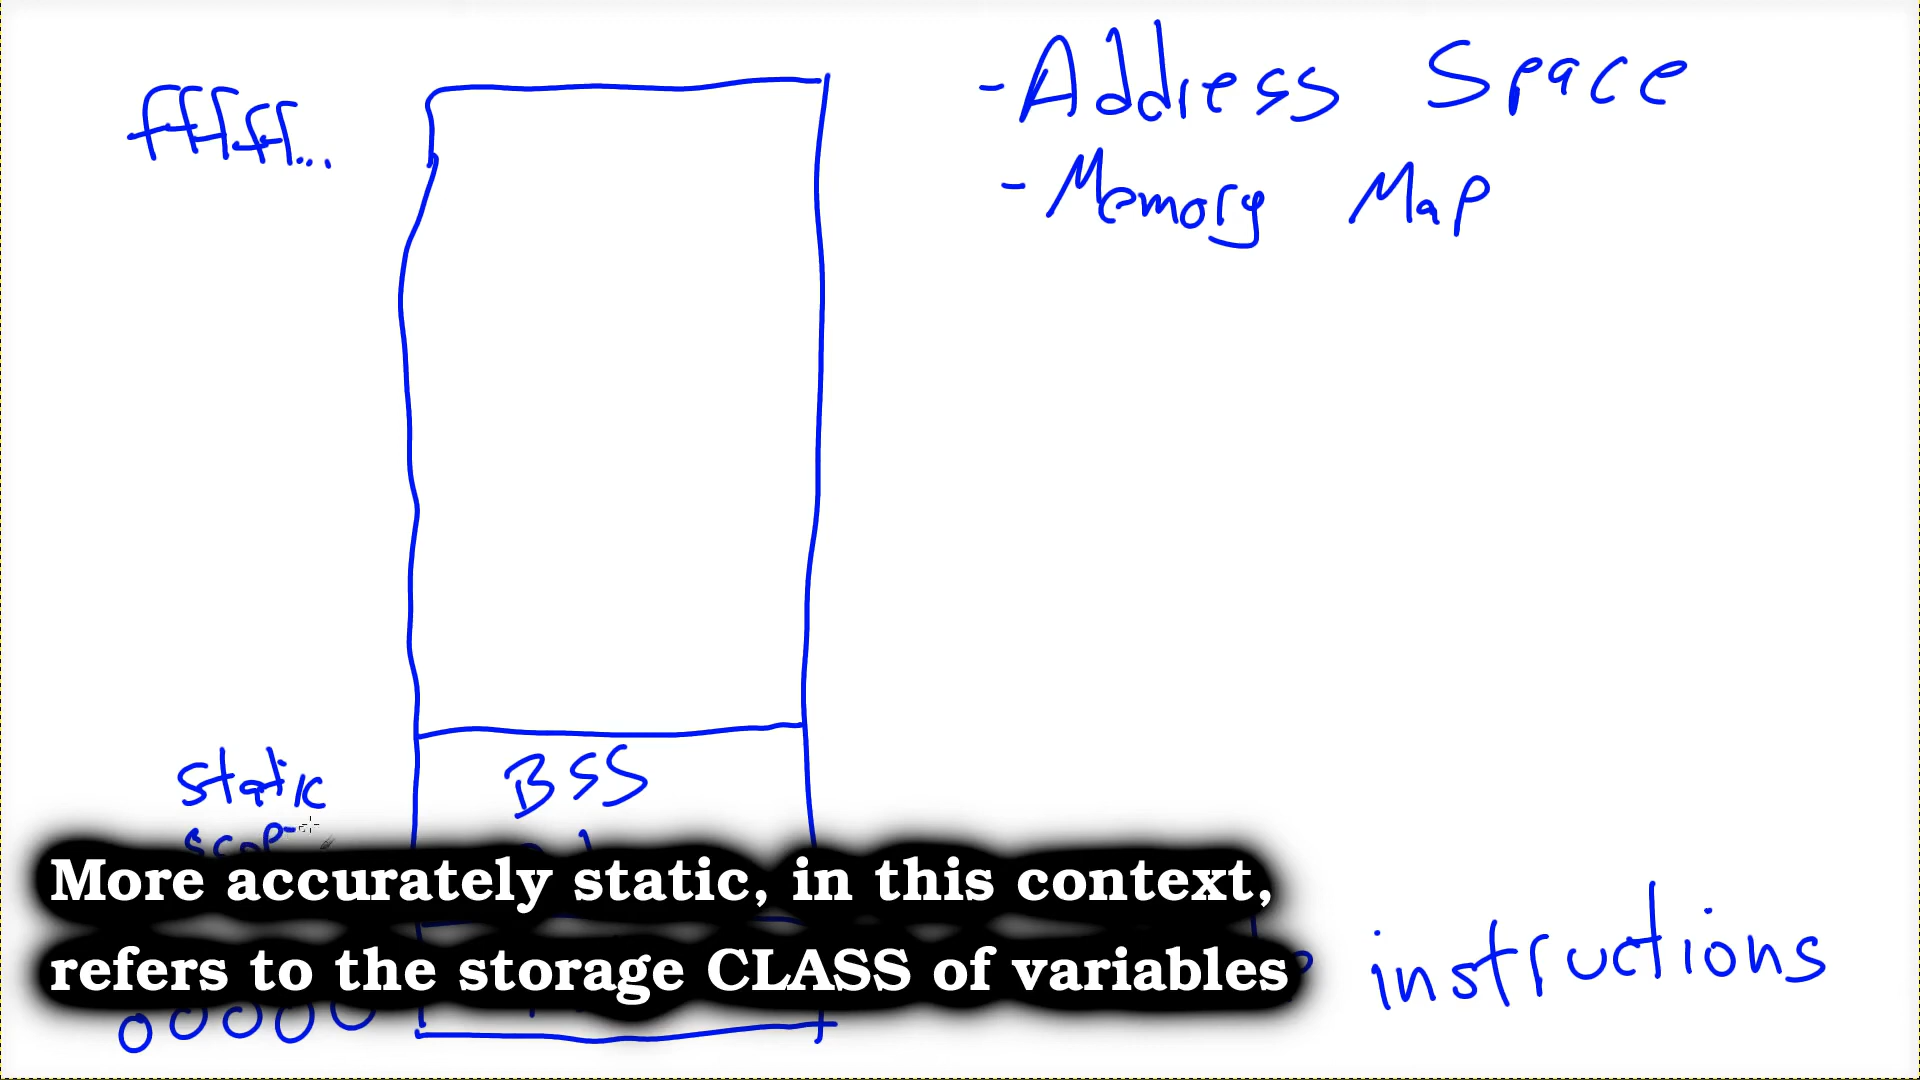 - Address Space
fffff...
- Memory Map
static
BSS
More accurately static, in this context,
refers to the storage CLASS of variables
instructions
00000